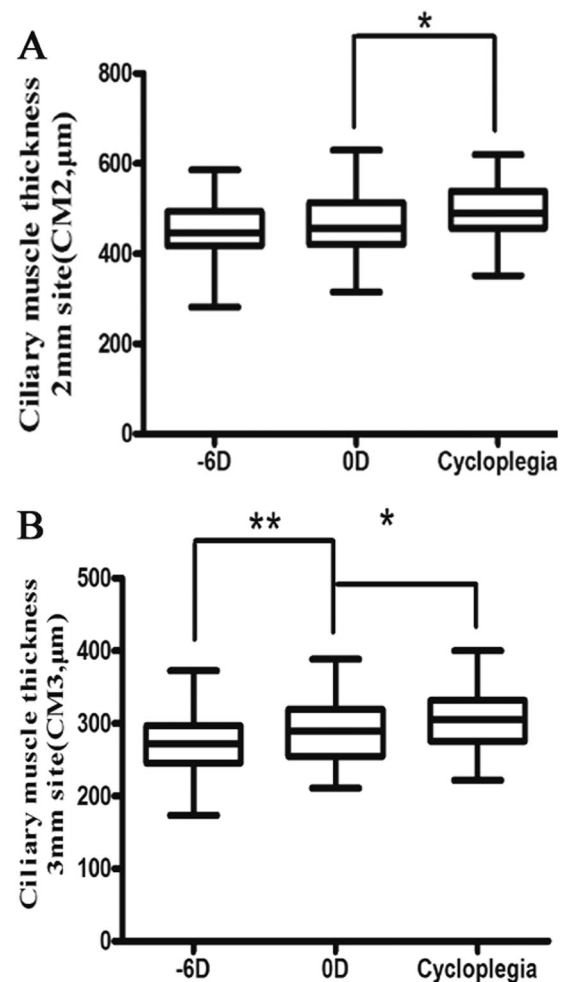 A
*
Ciliary muscle thickness
2mm site(CM2,μm)
800
600
400
200
0
-6D 0D Cycloplegia
B
** *
Ciliary muscle thickness
3mm site(CM3,μm)
500
400
300
200
100
0
-6D 0D Cycloplegia